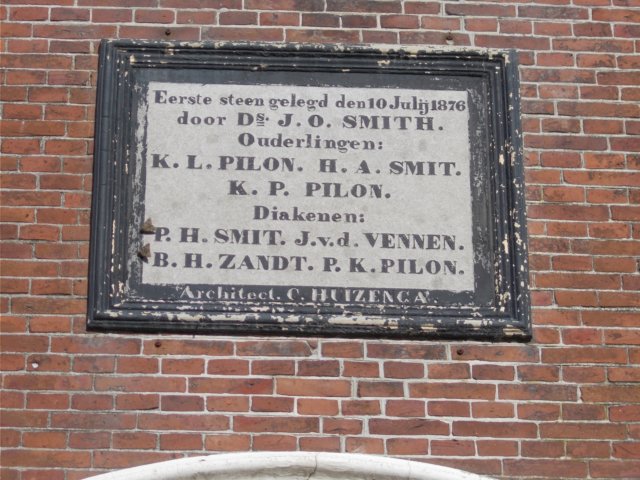 Eerste steen gelegd den 10 Julij 1876
door Ds. J. O. SMITH.
Ouderlingen:
K. L. PILON. H. A. SMIT.
K. P. PILON.
Diakenen:
P. H. SMIT. J. v. d. VENNEN.
B. H. ZANDT. P. K. PILON.
Architect. C. HUIZENGA.